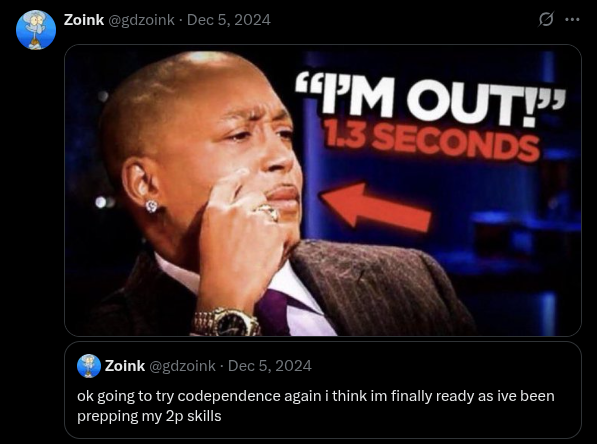 Zoink @gdzoink · Dec 5, 2024
“I’M OUT!”
1.3 SECONDS
Zoink @gdzoink · Dec 5, 2024
ok going to try codependence again i think im finally ready as ive been
prepping my 2p skills